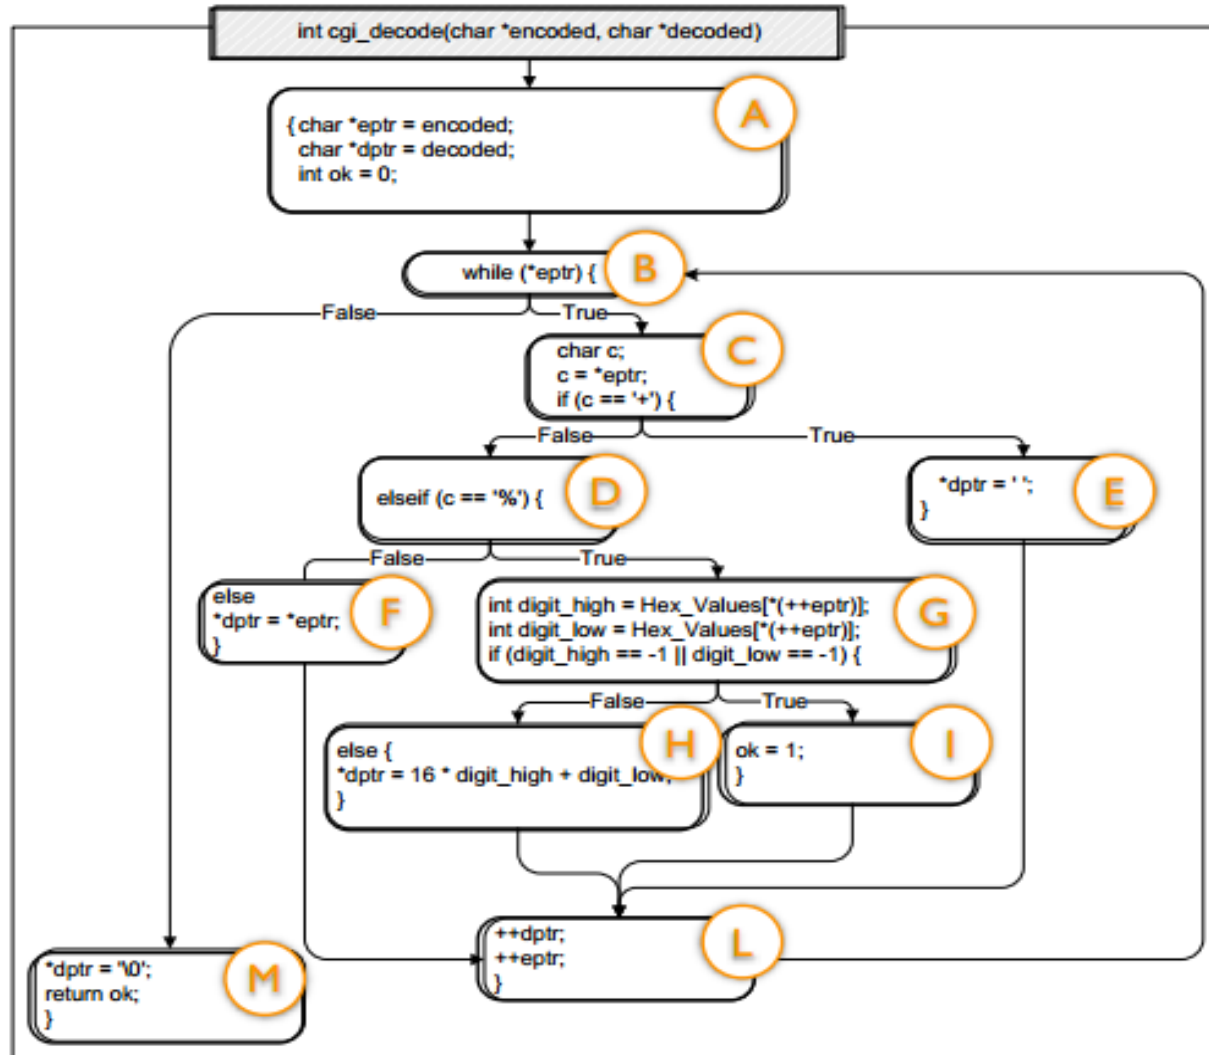 int cgi_decode(char *encoded, char *decoded)
A
{char *eptr = encoded;
char *dptr = decoded;
int ok = 0;
while (*eptr) {
B
False
True
char c;
c = *eptr;
if (c == '+') {
C
False
True
elseif (c == '%') {
D
*dptr = ' ';
}
E
False
True
else
*dptr = *eptr;
}
F
int digit_high = Hex_Values[*(++eptr)];
int digit_low = Hex_Values[*(++eptr)];
if (digit_high == -1 || digit_low == -1) {
G
False
True
else {
*dptr = 16 * digit_high + digit_low;
}
H
ok = 1;
}
I
++dptr;
++eptr;
}
L
*dptr = '\0';
return ok;
}
M